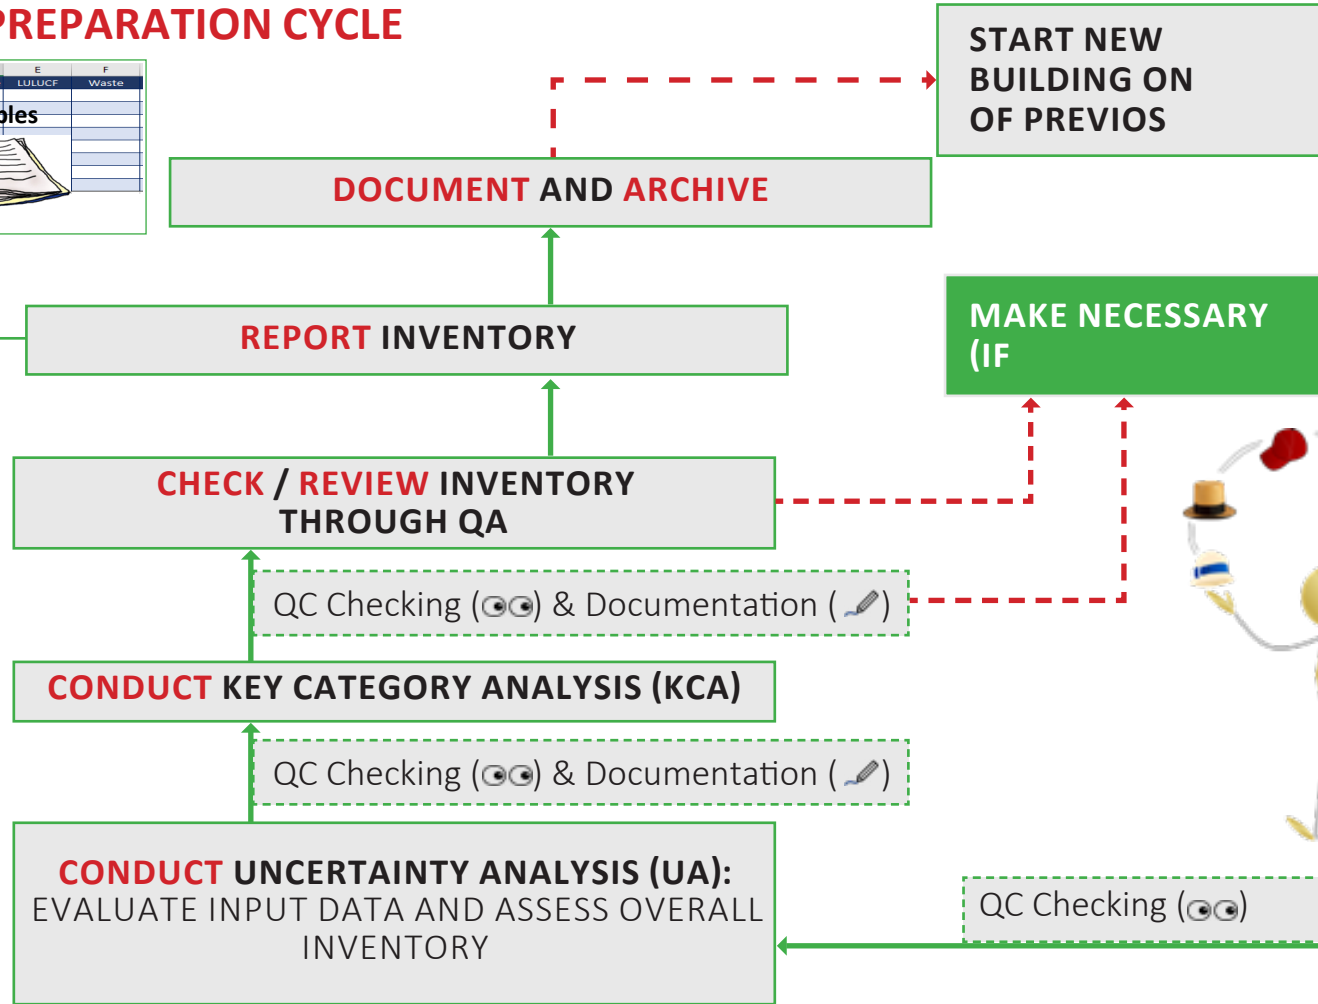 PREPARATION CYCLE
E F
LULUCF Waste
bles
START NEW
BUILDING ON
OF PREVIOS
DOCUMENT AND ARCHIVE
REPORT INVENTORY
MAKE NECESSARY
(IF
CHECK / REVIEW INVENTORY
THROUGH QA
QC Checking ( ) & Documentation ( )
CONDUCT KEY CATEGORY ANALYSIS (KCA)
QC Checking ( ) & Documentation ( )
CONDUCT UNCERTAINTY ANALYSIS (UA):
EVALUATE INPUT DATA AND ASSESS OVERALL
INVENTORY
QC Checking ( )